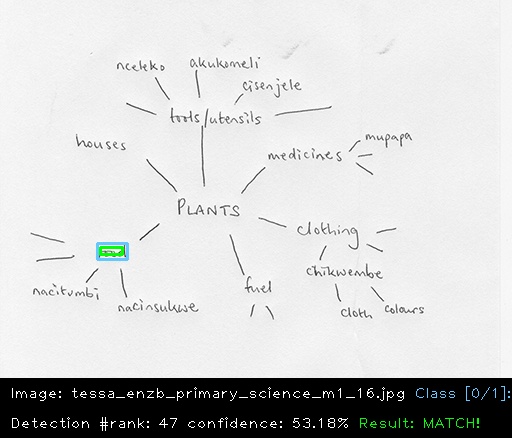 nceleko
akukomeli
cisenjele
tools/utensils
houses
mupapa
medicines
PLANTS
clothing
chikwembe
nacitumbi
nacinsukwe
fuel
cloth
colours
Image: tessa_enzb_primary_science_m1_16.jpg Class [0/1]:
Detection #rank: 47 confidence: 53.18% Result: MATCH!